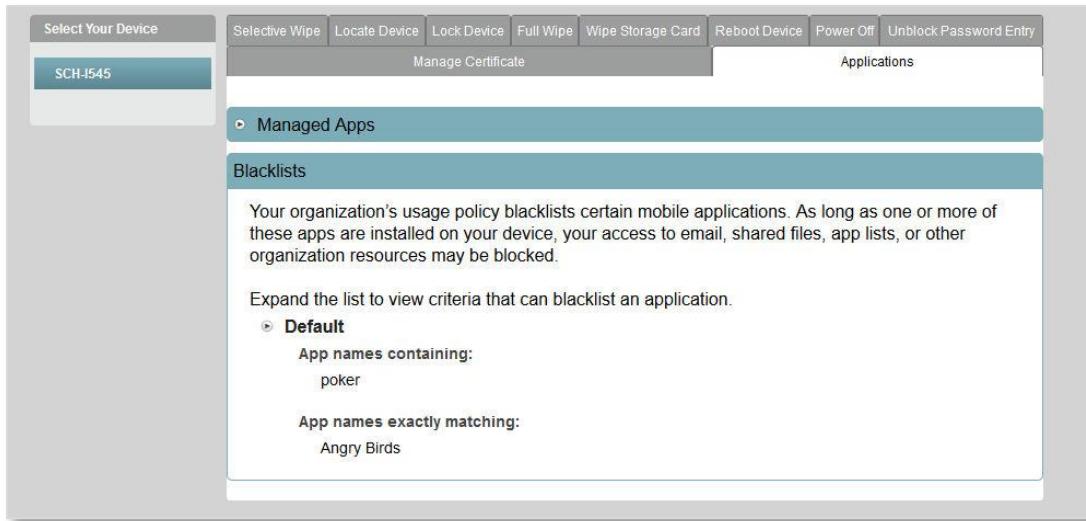 Select Your Device
SCH-I545
Selective Wipe Locate Device Lock Device Full Wipe Wipe Storage Card Reboot Device Power Off Unblock Password Entry
Manage Certificate Applications
Managed Apps
Blacklists
Your organization's usage policy blacklists certain mobile applications. As long as one or more of
these apps are installed on your device, your access to email, shared files, app lists, or other
organization resources may be blocked.
Expand the list to view criteria that can blacklist an application.
Default
App names containing:
poker
App names exactly matching:
Angry Birds